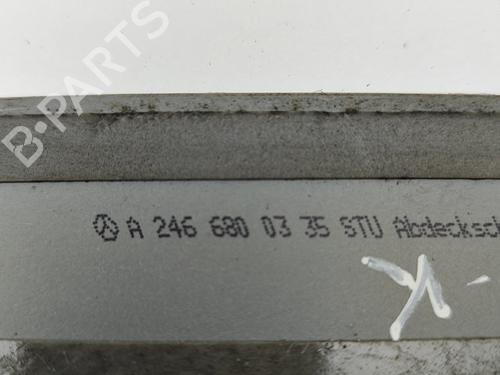 B-PARTS
A 246 680 03 35 STU Abdecksch
X-